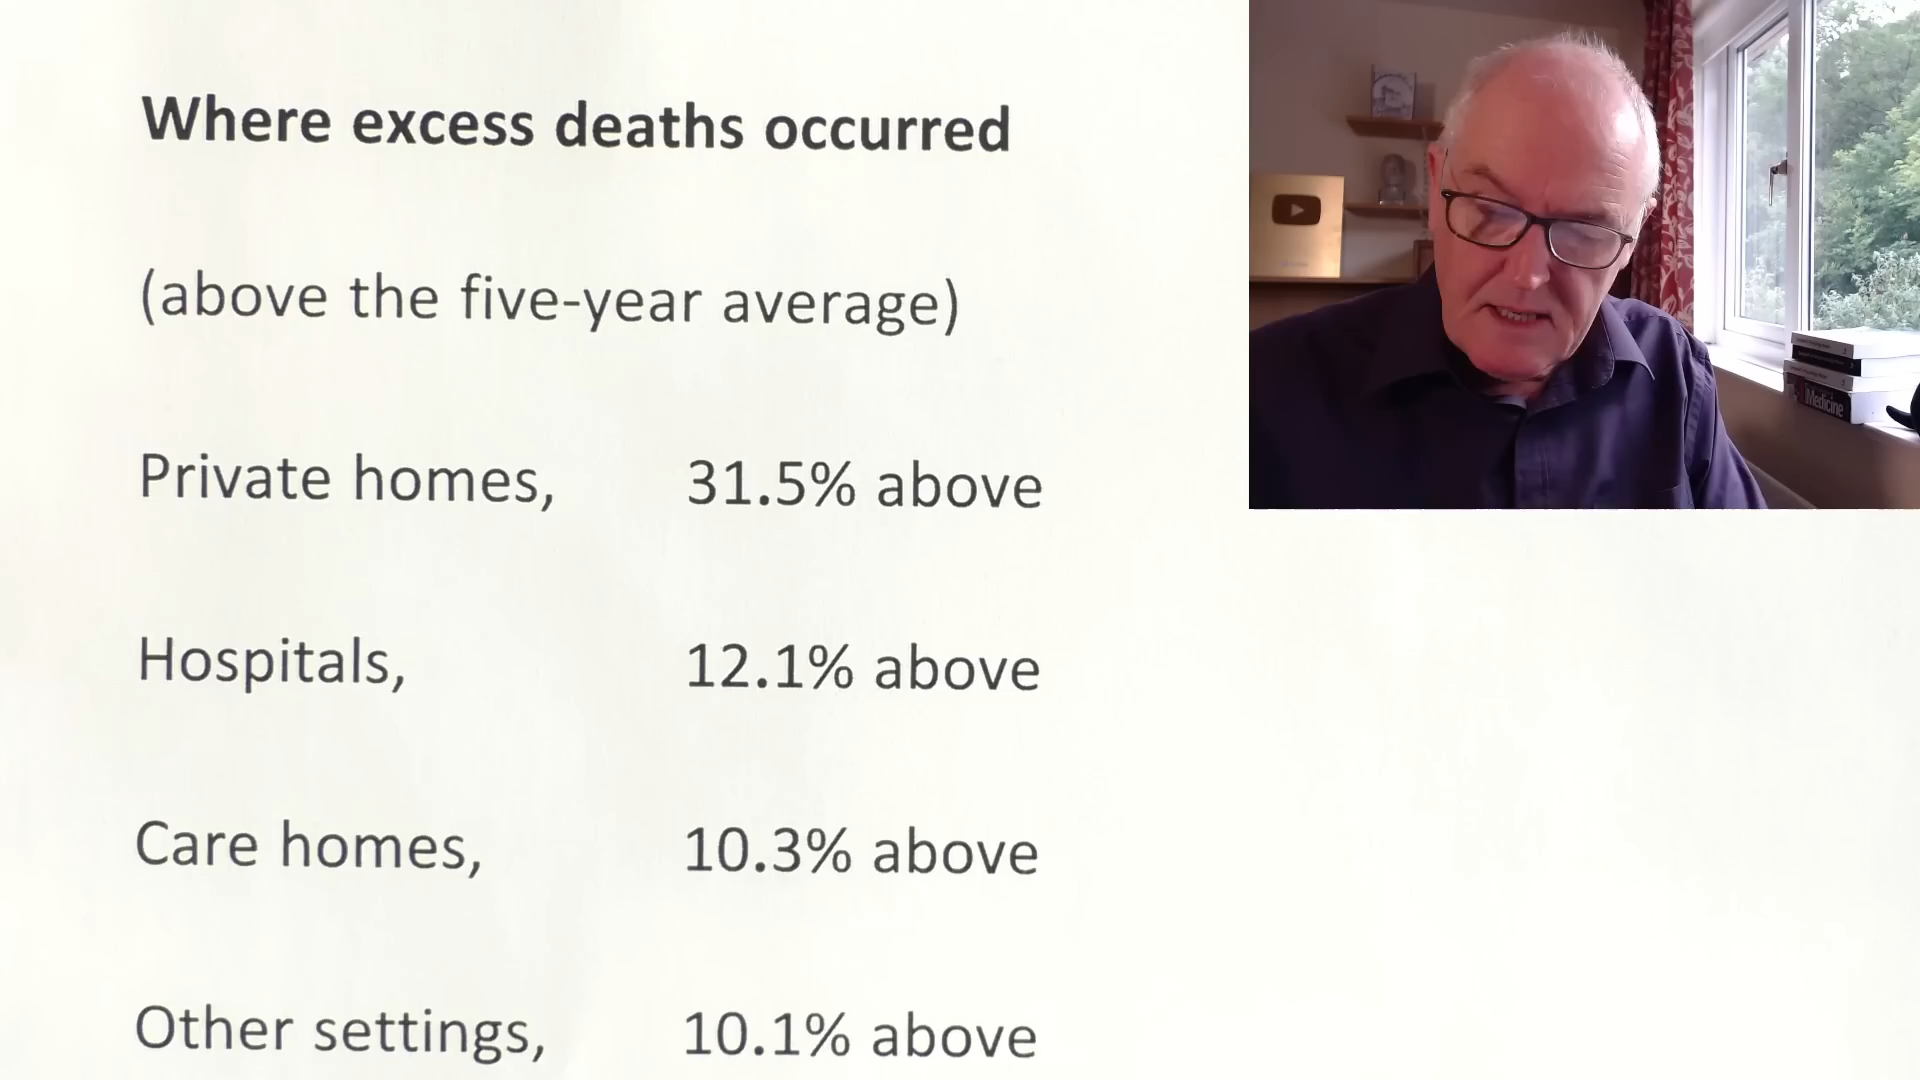 Where excess deaths occurred
(above the five-year average)
Private homes, 31.5% above
Hospitals, 12.1% above
Care homes, 10.3% above
Other settings, 10.1% above
Medicine